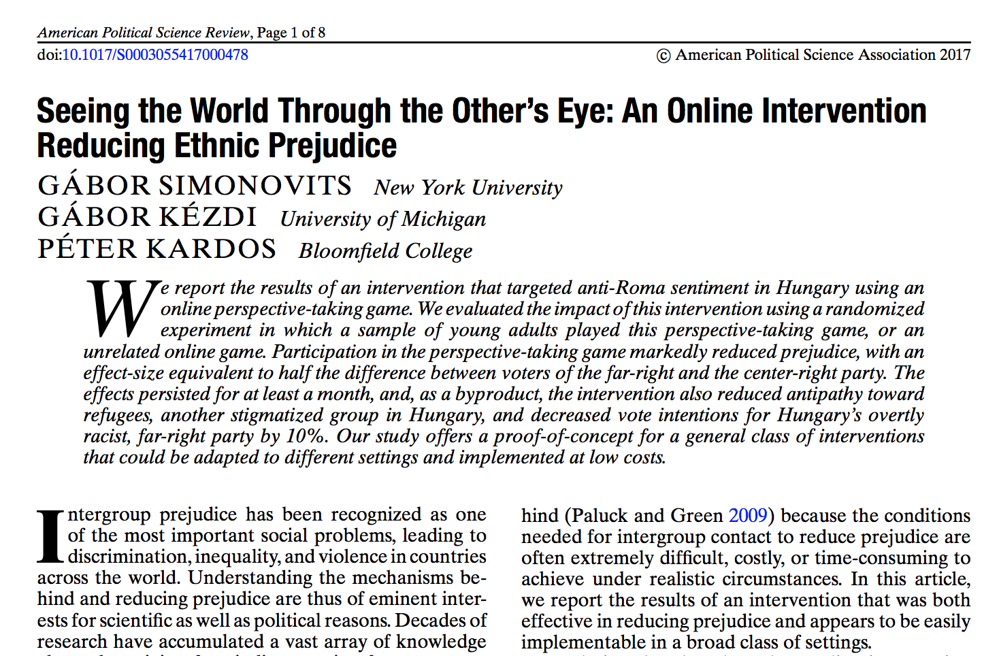 American Political Science Review, Page 1 of 8
doi:10.1017/S0003055417000478
© American Political Science Association 2017
Seeing the World Through the Other’s Eye: An Online Intervention
Reducing Ethnic Prejudice
GÁBOR SIMONOVITS New York University
GÁBOR KÉZDI University of Michigan
PÉTER KARDOS Bloomfield College
We report the results of an intervention that targeted anti-Roma sentiment in Hungary using an
online perspective-taking game. We evaluated the impact of this intervention using a randomized
experiment in which a sample of young adults played this perspective-taking game, or an
unrelated online game. Participation in the perspective-taking game markedly reduced prejudice, with an
effect-size equivalent to half the difference between voters of the far-right and the center-right party. The
effects persisted for at least a month, and, as a byproduct, the intervention also reduced antipathy toward
refugees, another stigmatized group in Hungary, and decreased vote intentions for Hungary’s overtly
racist, far-right party by 10%. Our study offers a proof-of-concept for a general class of interventions
that could be adapted to different settings and implemented at low costs.
Intergroup prejudice has been recognized as one
of the most important social problems, leading to
discrimination, inequality, and violence in countries
across the world. Understanding the mechanisms be-
hind and reducing prejudice are thus of eminent inter-
ests for scientific as well as political reasons. Decades of
research have accumulated a vast array of knowledge
hind (Paluck and Green 2009) because the conditions
needed for intergroup contact to reduce prejudice are
often extremely difficult, costly, or time-consuming to
achieve under realistic circumstances. In this article,
we report the results of an intervention that was both
effective in reducing prejudice and appears to be easily
implementable in a broad class of settings.